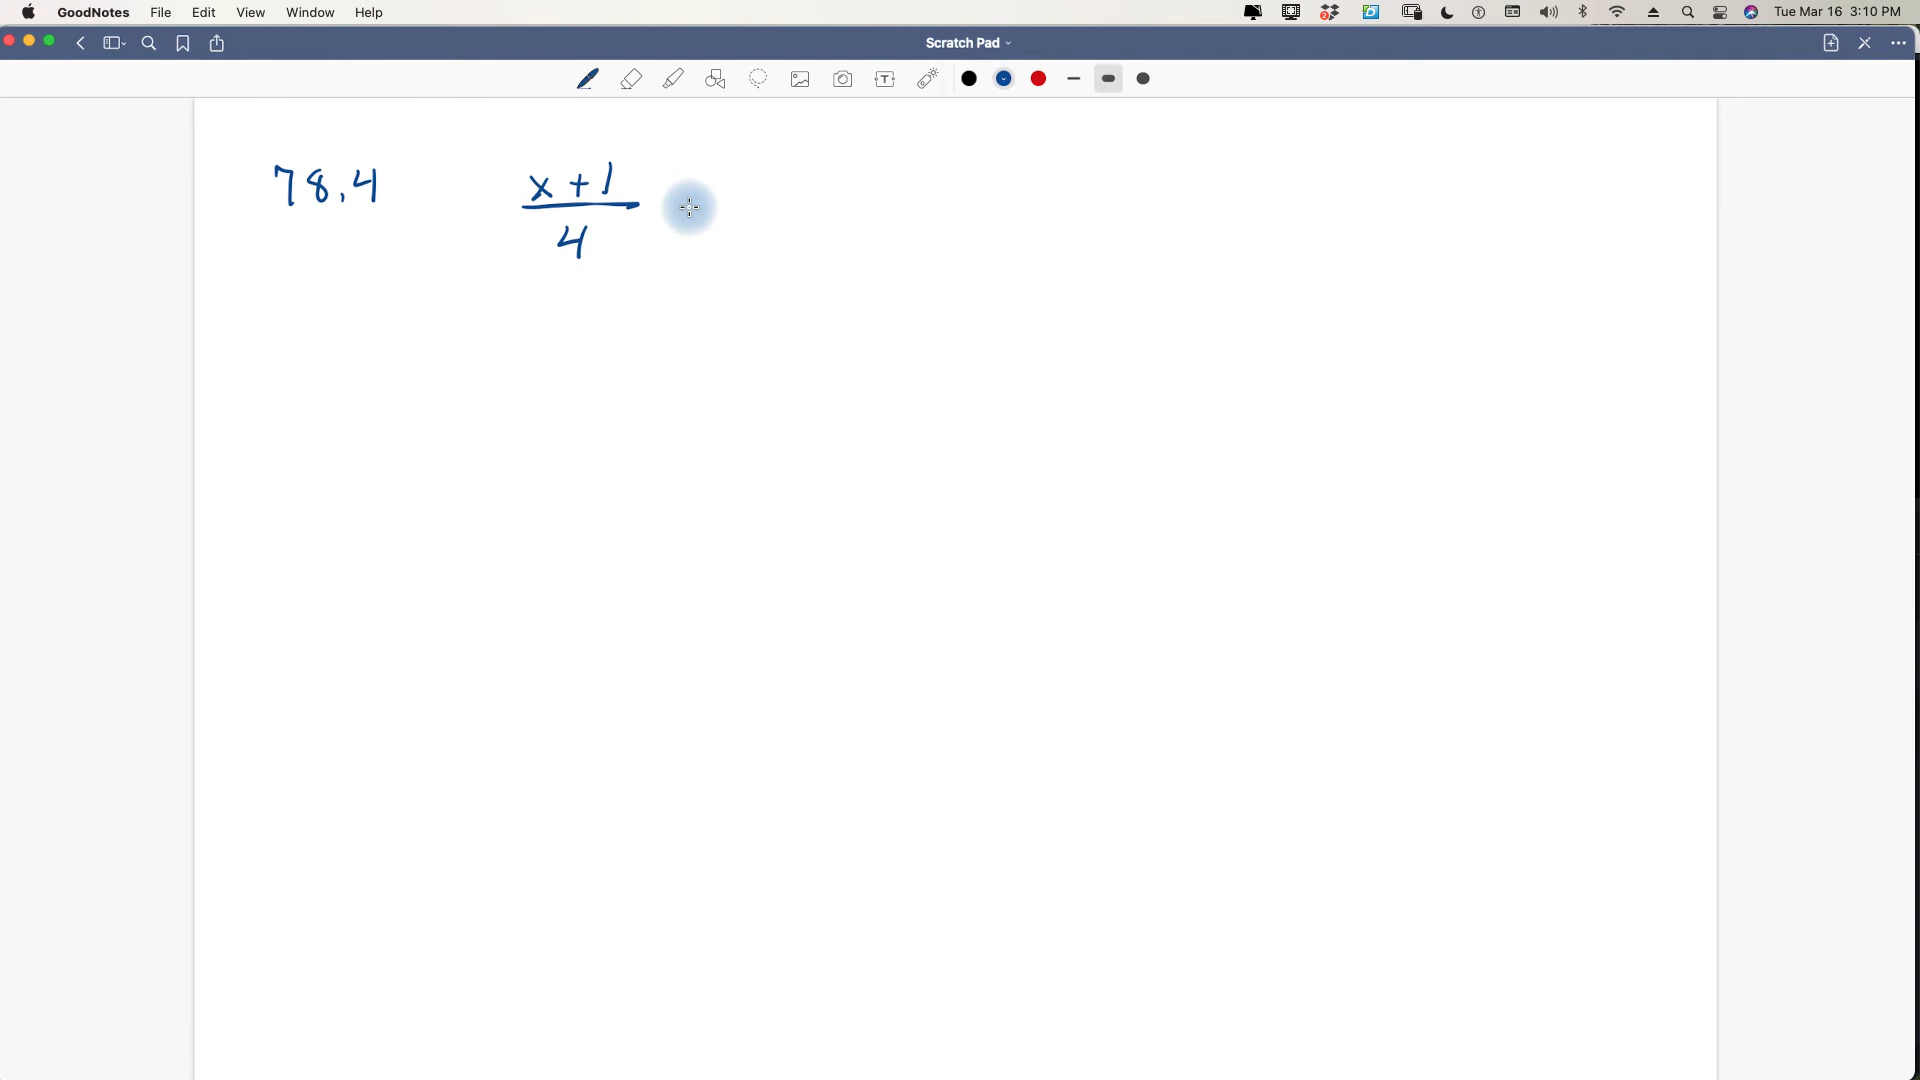 GoodNotes File Edit View Window Help Tue Mar 16 3:10 PM
Scratch Pad
78,4
x + 1
4